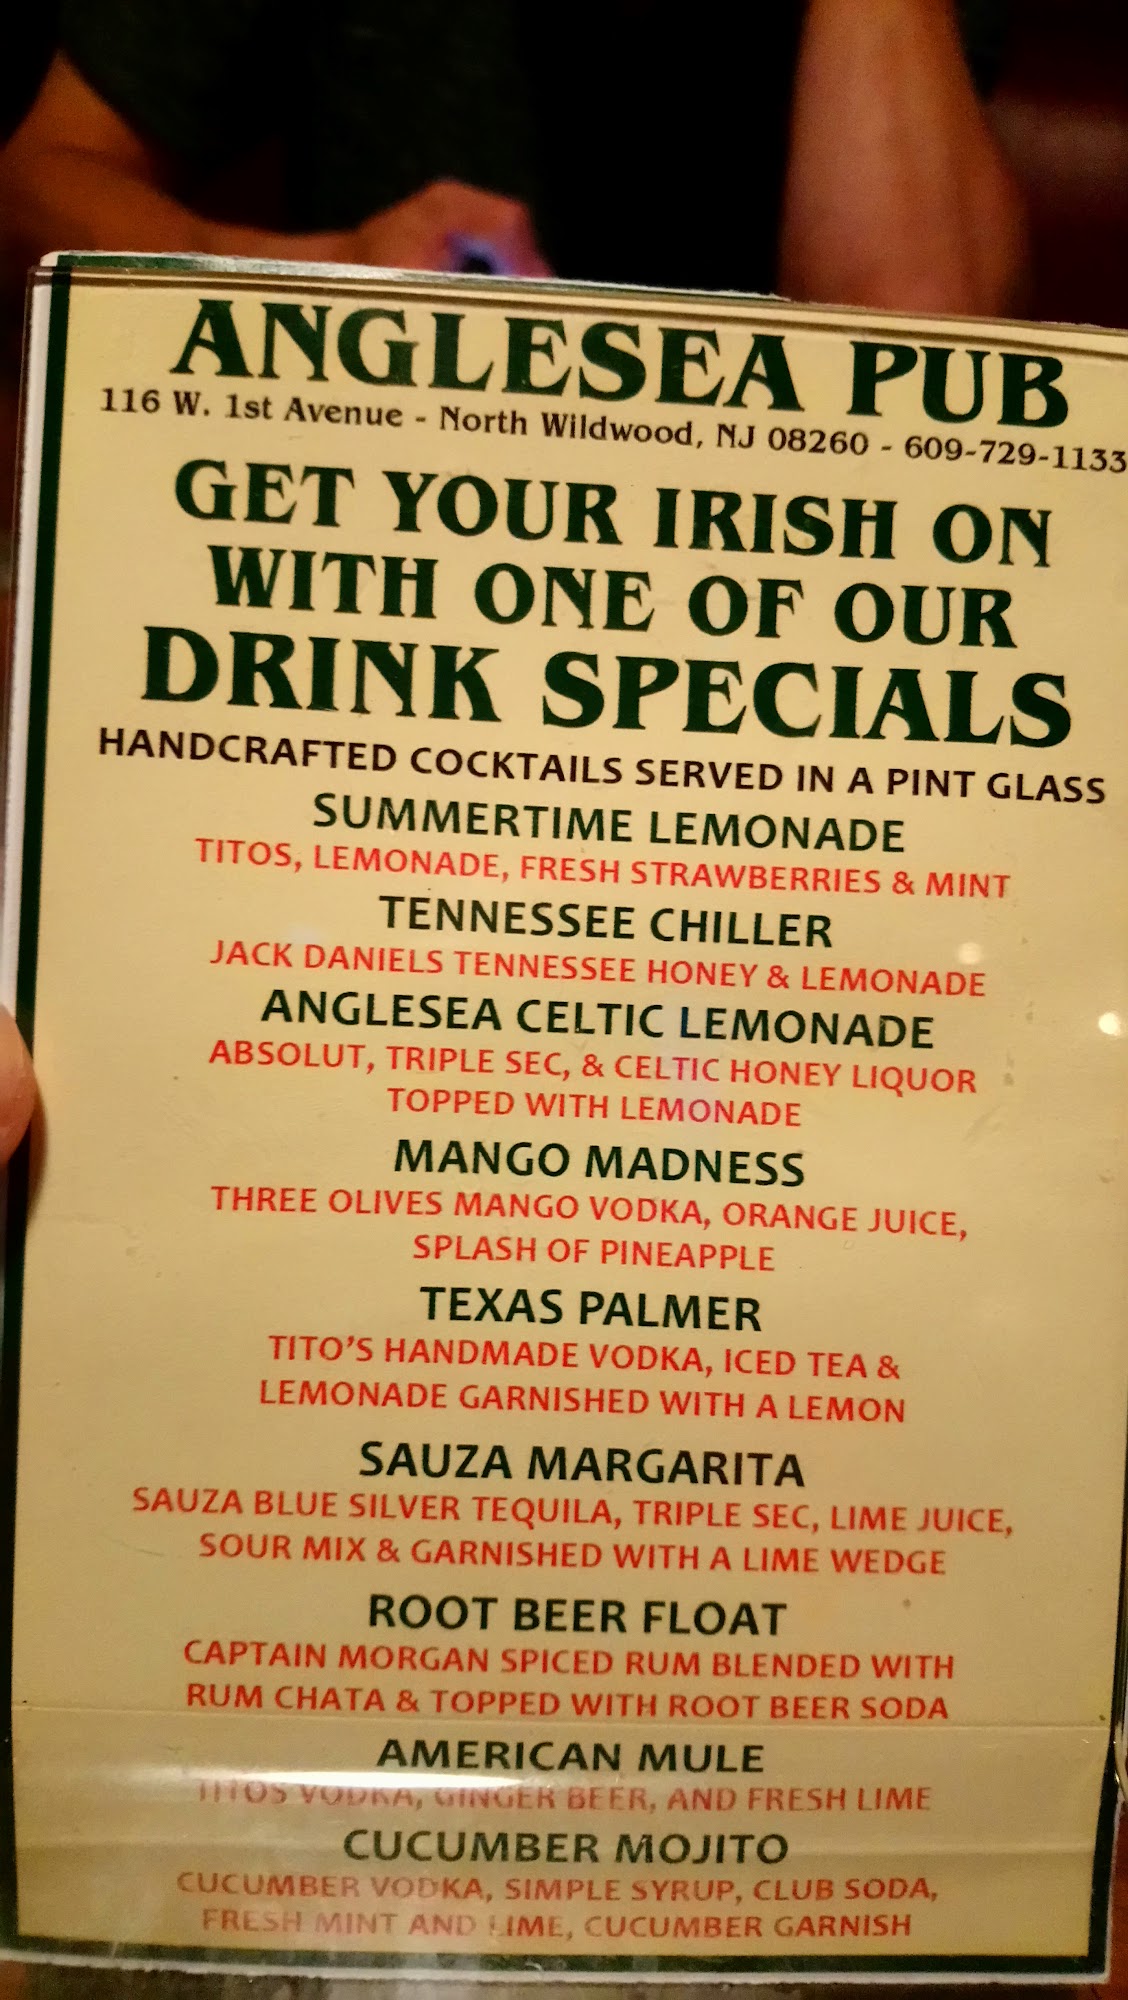 ANGLESEA PUB
116 W. 1st Avenue - North Wildwood, NJ 08260 - 609-729-1133
GET YOUR IRISH ON
WITH ONE OF OUR
DRINK SPECIALS
HANDCRAFTED COCKTAILS SERVED IN A PINT GLASS
SUMMERTIME LEMONADE
TITOS, LEMONADE, FRESH STRAWBERRIES & MINT
TENNESSEE CHILLER
JACK DANIELS TENNESSEE HONEY & LEMONADE
ANGLESEA CELTIC LEMONADE
ABSOLUT, TRIPLE SEC, & CELTIC HONEY LIQUOR
TOPPED WITH LEMONADE
MANGO MADNESS
THREE OLIVES MANGO VODKA, ORANGE JUICE,
SPLASH OF PINEAPPLE
TEXAS PALMER
TITO'S HANDMADE VODKA, ICED TEA &
LEMONADE GARNISHED WITH A LEMON
SAUZA MARGARITA
SAUZA BLUE SILVER TEQUILA, TRIPLE SEC, LIME JUICE,
SOUR MIX & GARNISHED WITH A LIME WEDGE
ROOT BEER FLOAT
CAPTAIN MORGAN SPICED RUM BLENDED WITH
RUM CHATA & TOPPED WITH ROOT BEER SODA
AMERICAN MULE
TITOS VODKA, GINGER BEER, AND FRESH LIME
CUCUMBER MOJITO
CUCUMBER VODKA, SIMPLE SYRUP, CLUB SODA,
FRESH MINT AND LIME, CUCUMBER GARNISH